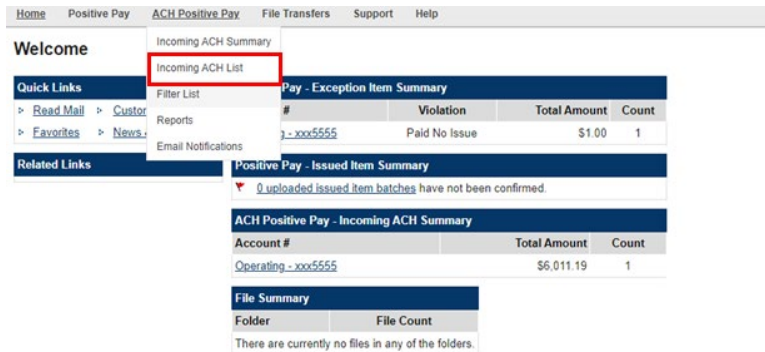 Home Positive Pay ACH Positive Pay File Transfers Support Help
Welcome
Incoming ACH Summary
Incoming ACH List
Filter List
Reports
Email Notifications
Quick Links
Read Mail Custo
Favorites News
Related Links
Pay - Exception Item Summary
# Violation Total Amount Count
- xxx5555 Paid No Issue $1.00 1
Positive Pay - Issued Item Summary
0 uploaded issued item batches have not been confirmed.
ACH Positive Pay - Incoming ACH Summary
Account # Total Amount Count
Operating - xxx5555 $6,011.19 1
File Summary
Folder File Count
There are currently no files in any of the folders.